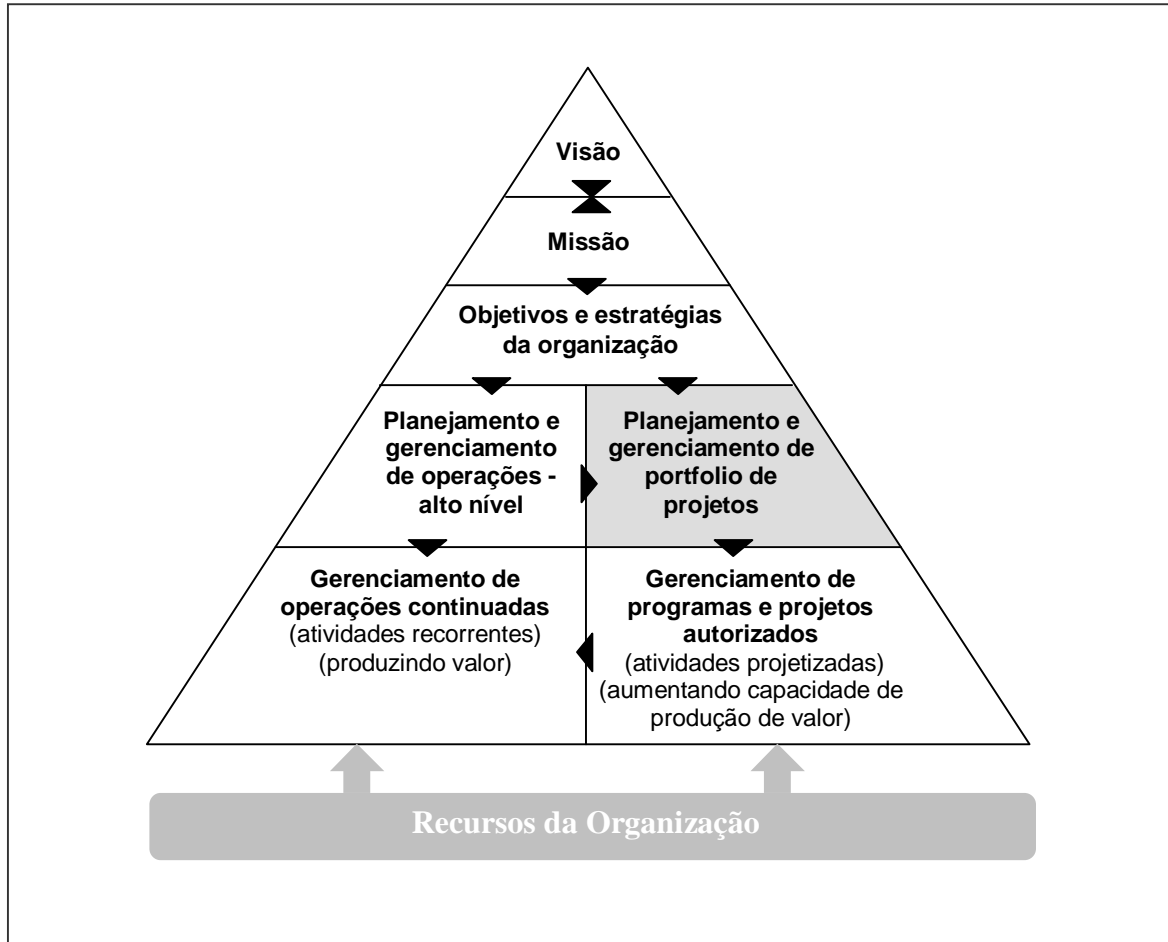 Visão
Missão
Objetivos e estratégias
da organização
Planejamento e
gerenciamento
de operações -
alto nível
Planejamento e
gerenciamento de
portfolio de
projetos
Gerenciamento de
operações continuadas
(atividades recorrentes)
(produzindo valor)
Gerenciamento de
programas e projetos
autorizados
(atividades projetizadas)
(aumentando capacidade de
produção de valor)
Recursos da Organização